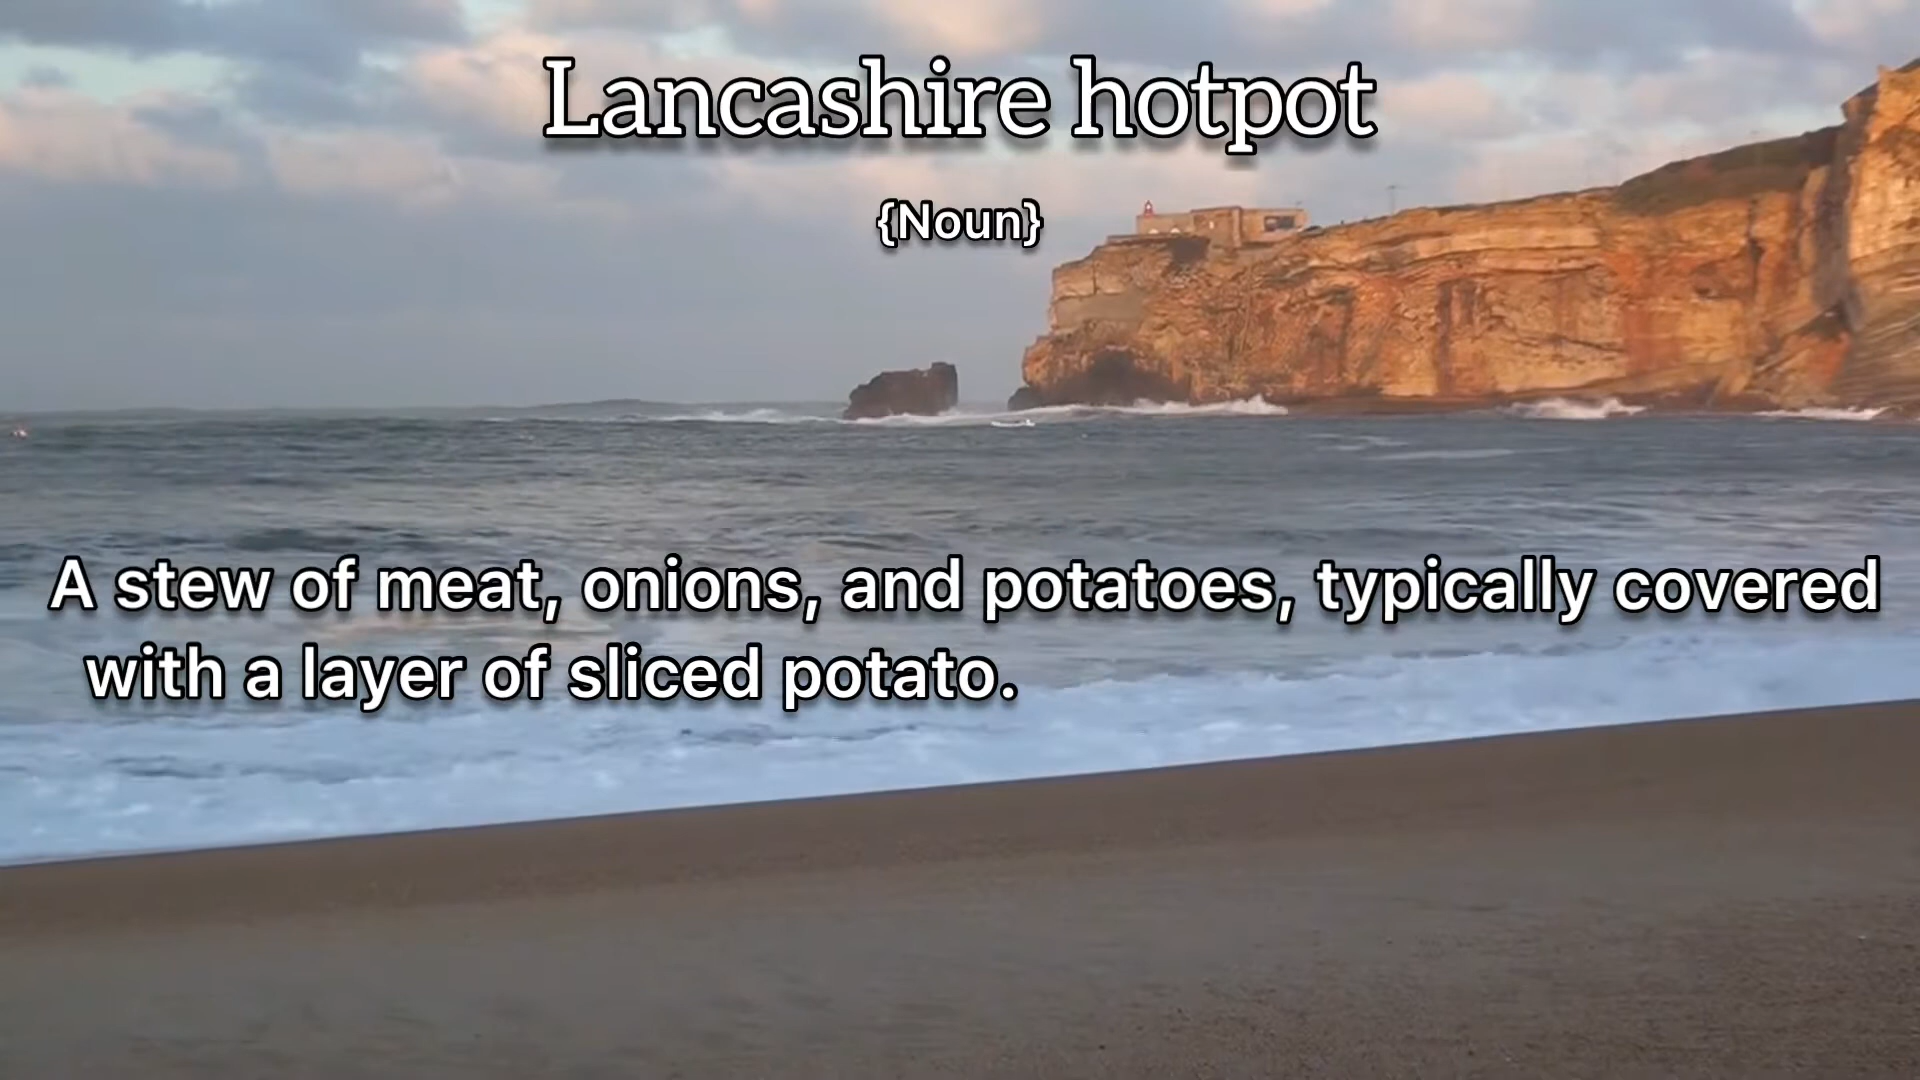 Lancashire hotpot
{Noun}
A stew of meat, onions, and potatoes, typically covered
with a layer of sliced potato.